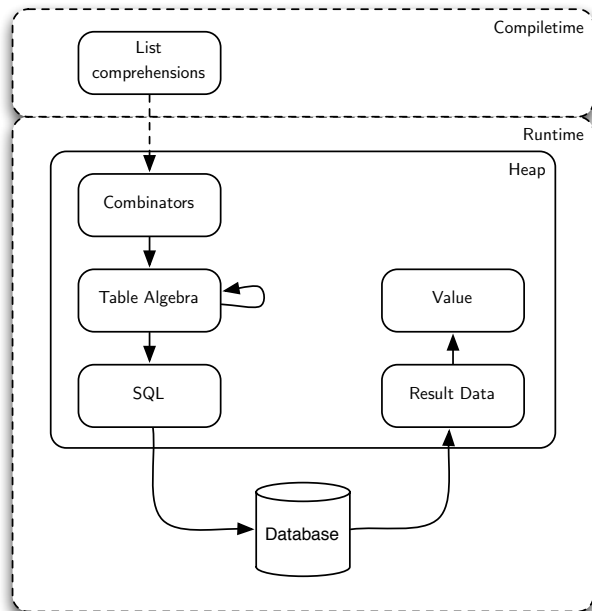 Compiletime
List
comprehensions
Runtime
Heap
Combinators
Table Algebra
Value
SQL
Result Data
Database